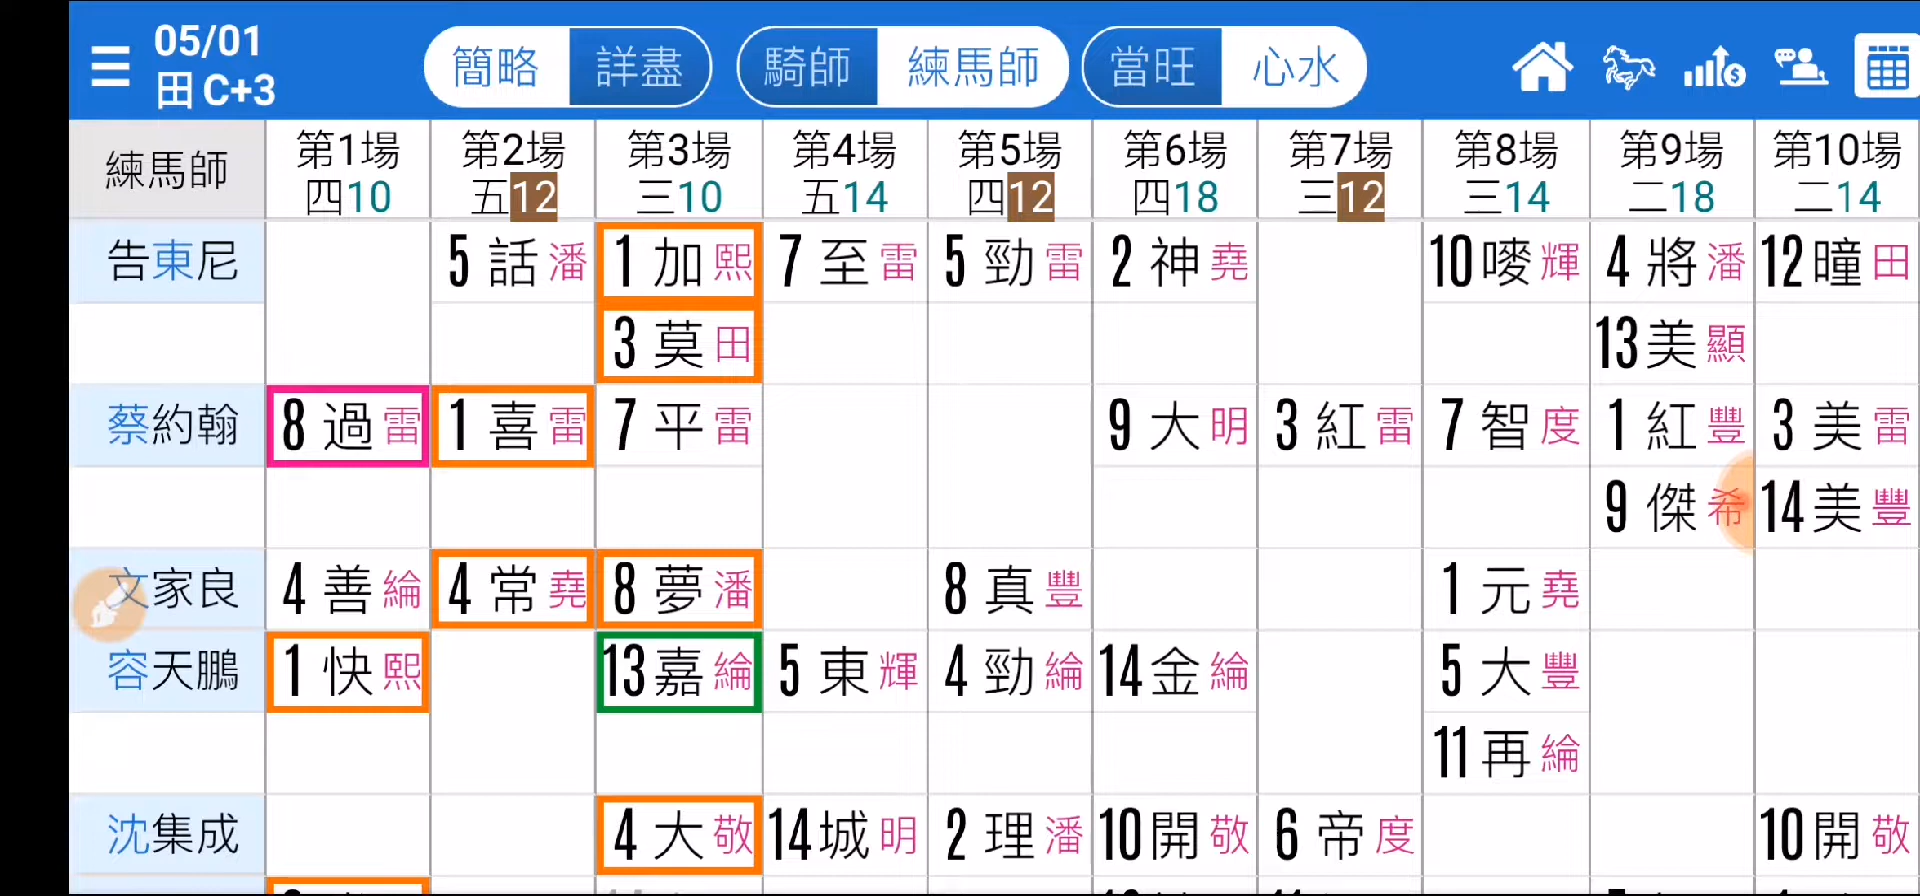 05/01
田 C+3
簡略 詳盡 騎師 練馬師 當旺 心水
練馬師 第1場 第2場 第3場 第4場 第5場 第6場 第7場 第8場 第9場 第10場
四10 五12 三10 五14 四12 四18 三12 三14 二18 二14
告東尼 5 話 潘 1 加 熙 7 至 雷 5 勁 雷 2 神 堯 10 嘜 輝 4 將 潘 12 瞳 田
3 莫 田 13 美 顯
蔡約翰 8 過 雷 1 喜 雷 7 平 雷 9 大 明 3 紅 雷 7 智 度 1 紅 豐 3 美 雷
9 傑 希 14 美 豐
文家良 4 善 綸 4 常 堯 8 夢 潘 8 真 豐 1 元 堯
容天鵬 1 快 熙 13 嘉 綸 5 東 輝 4 勁 綸 14 金 綸 5 大 豐
11 再 綸
沈集成 4 大 敬 14 城 明 2 理 潘 10 開 敬 6 帝 度 10 開 敬